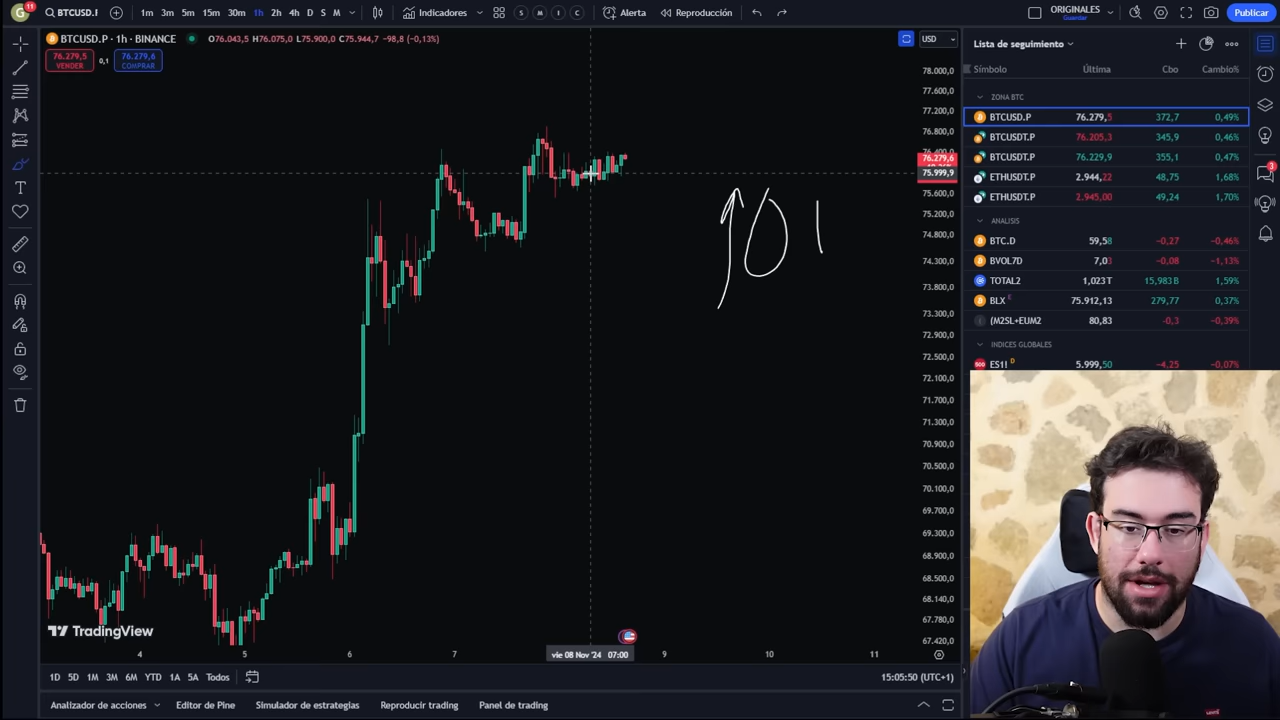 G 11 BTCUSD.P 1m 3m 5m 15m 30m 1h 2h 4h D S M Indicadores S M I C Alerta Reproducción ORIGINALES Guardar Publicar
BTCUSD.P · 1h · BINANCE O76.043,5 H76.075,0 L75.900,0 C75.944,7 -98,8 (-0,13%) USD
76.279,5 VENDER 0,1 76.279,6 COMPRAR
78.000,0
77.600,0
77.200,0
76.800,0
76.400,0
76.279,6
75.999,9
75.600,0
75.200,0
74.800,0
74.300,0
73.800,0
73.300,0
72.900,0
72.500,0
72.100,0
71.700,0
71.300,0
70.900,0
70.500,0
70.100,0
69.700,0
69.300,0
68.900,0
68.500,0
68.140,0
67.780,0
67.420,0
Lista de seguimiento
Símbolo Última Cbo Cambio%
ZONA BTC
BTCUSD.P 76.279,5 372,7 0,49%
BTCUSDT.P 76.205,3 345,9 0,46%
BTCUSDT.P 76.229,9 355,1 0,47%
ETHUSDT.P 2.944,22 48,75 1,68%
ETHUSDT.P 2.945,00 49,24 1,70%
ANALISIS
BTC.D 59,58 -0,27 -0,46%
BVOL7D 7,03 -0,08 -1,13%
TOTAL2 1,023 T 15,983 B 1,59%
BLX E 75.912,13 279,77 0,37%
(M2SL+EUM2 80,83 -0,3 -0,39%
INDICES GLOBALES
ES1! D 5.999,50 -4,25 -0,07%
3
TradingView
4 5 6 7 vie 08 Nov '24 07:00 9 10 11
1D 5D 1M 3M 6M YTD 1A 5A Todos 15:05:50 (UTC+1)
Analizador de acciones Editor de Pine Simulador de estrategias Reproducir trading Panel de trading